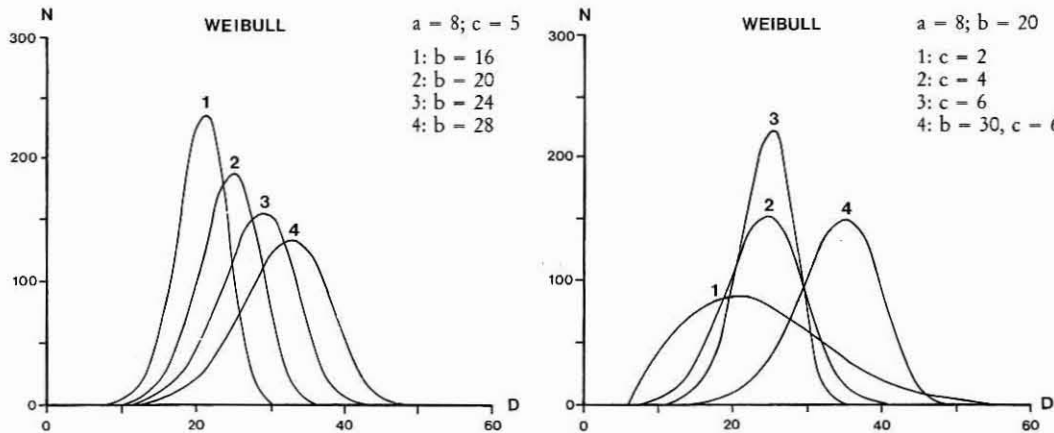 N
WEIBULL
a = 8; c = 5
1: b = 16
2: b = 20
3: b = 24
4: b = 28
300
200
100
0
1
2
3
4
0
20
40
60
D
N
WEIBULL
a = 8; b = 20
1: c = 2
2: c = 4
3: c = 6
4: b = 30, c = 6
300
200
100
0
3
2
4
1
0
20
40
60
D